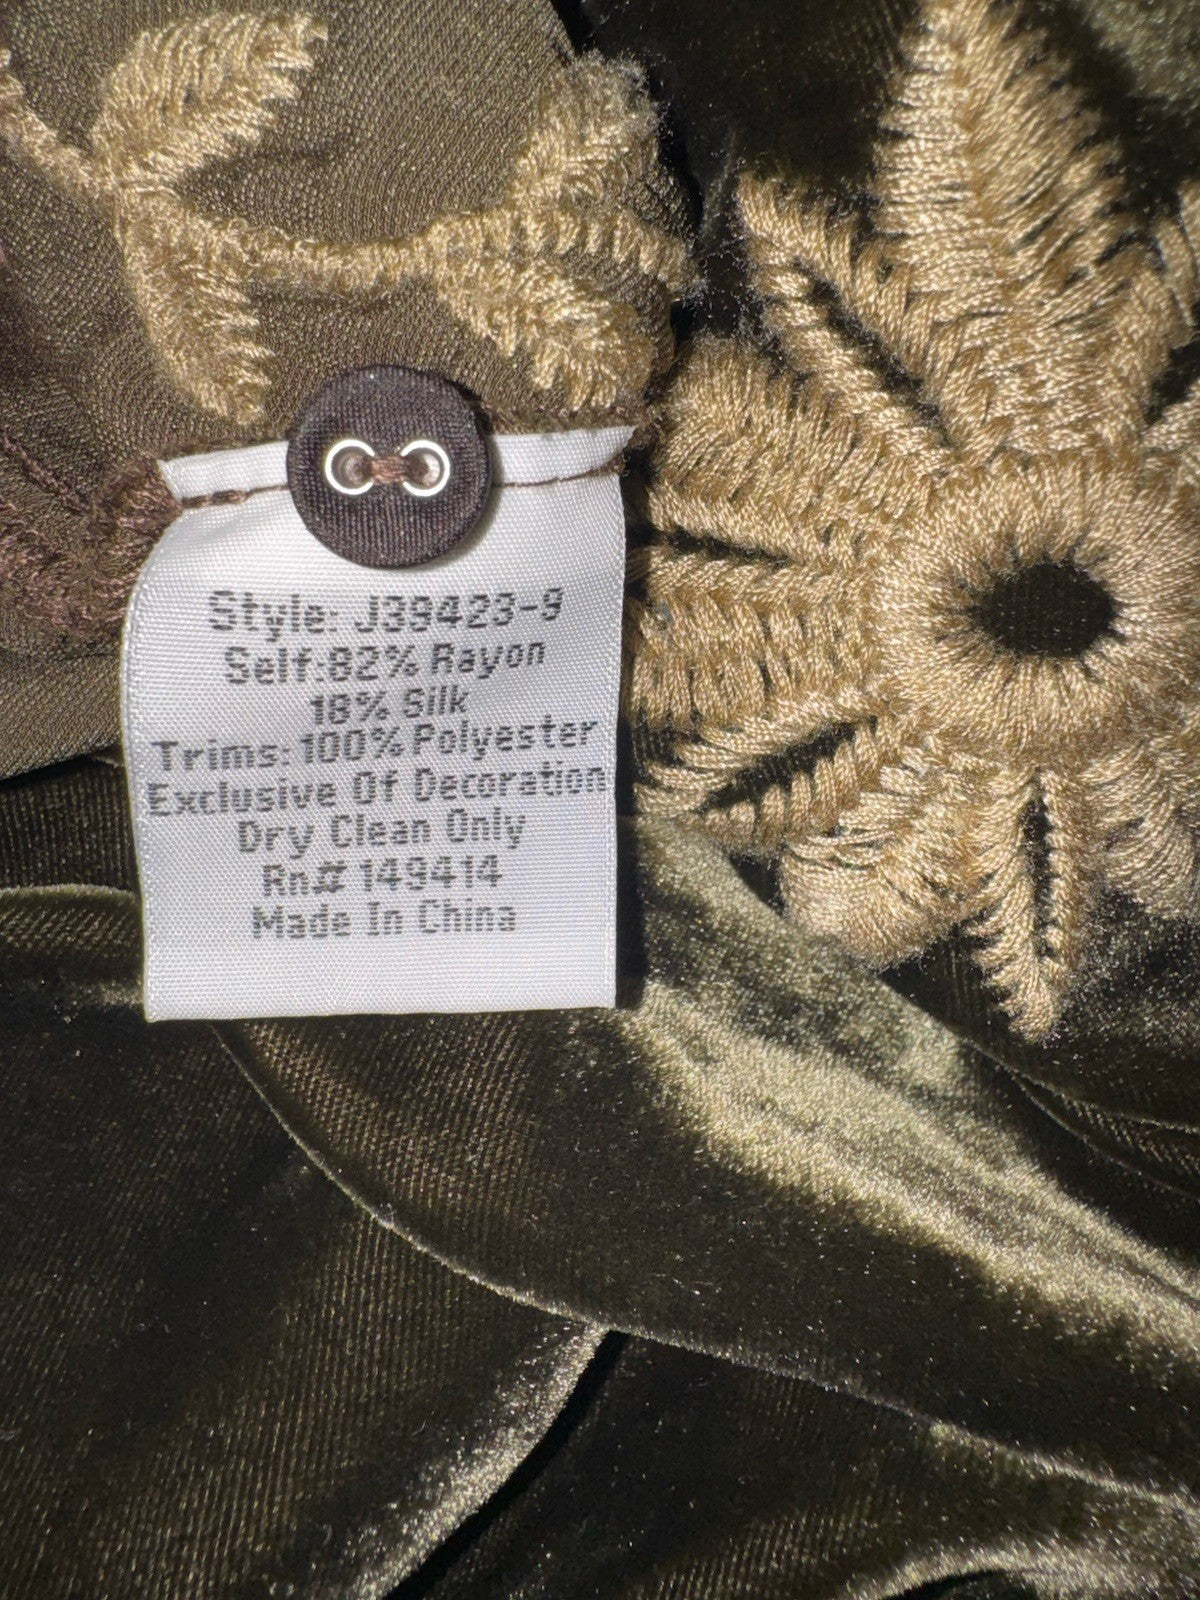 Style: J39423-9
Self:82% Rayon
18% Silk
Trims: 100% Polyester
Exclusive Of Decoration
Dry Clean Only
Rn# 149414
Made In China